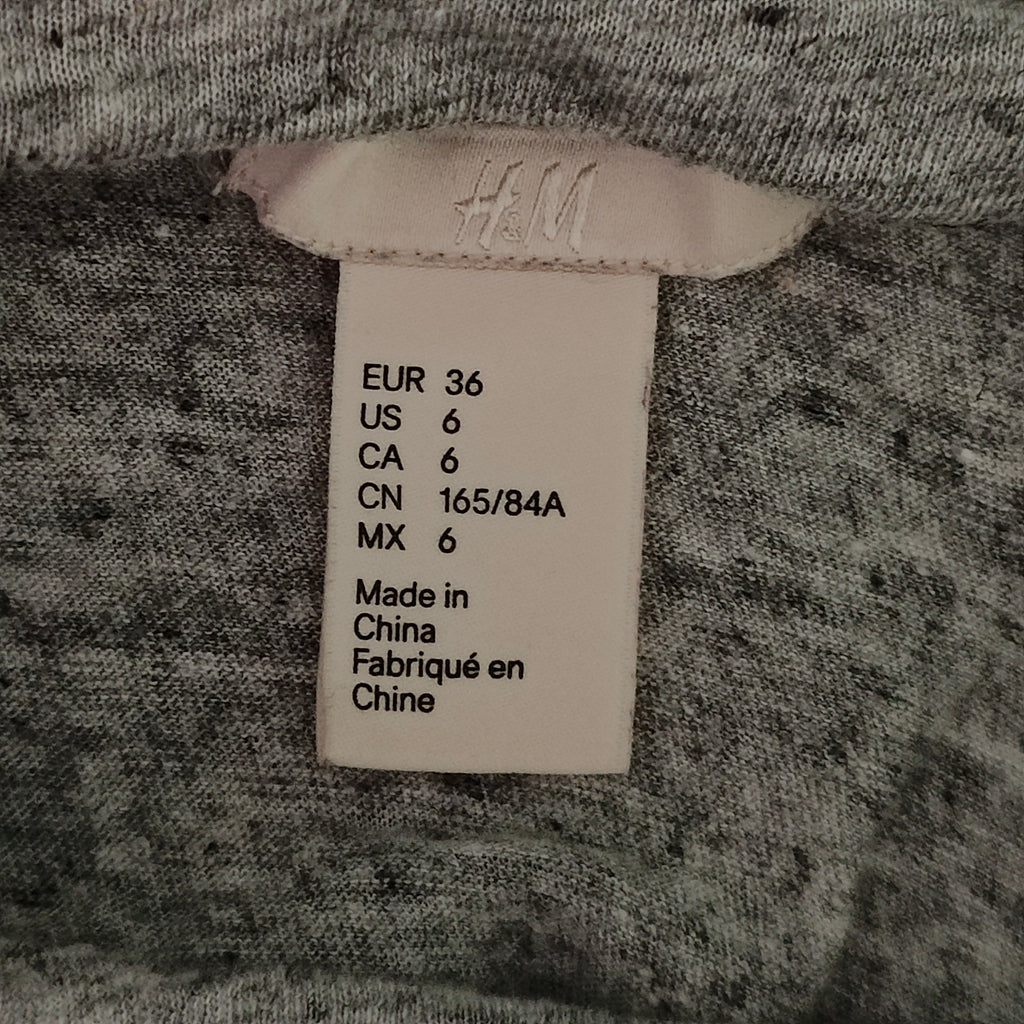 H&M
EUR 36
US 6
CA 6
CN 165/84A
MX 6
Made in
China
Fabriqué en
Chine